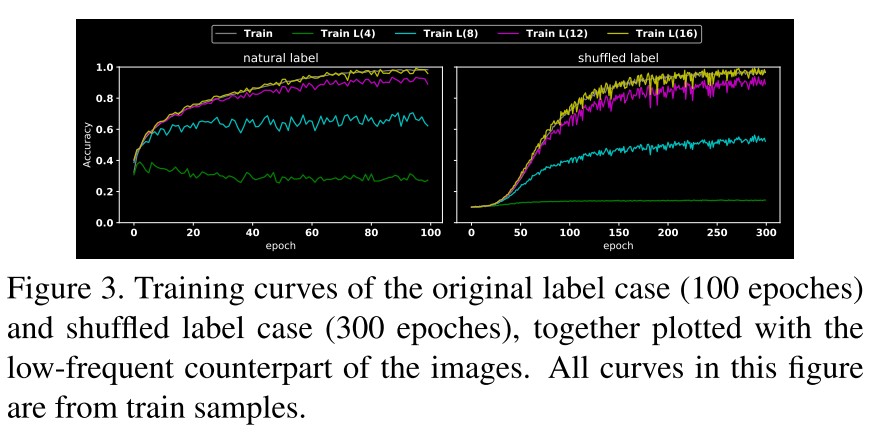 Train Train L(4) Train L(8) Train L(12) Train L(16)
natural label shuffled label
1.0
0.8
0.6
0.4
0.2
0.0
Accuracy
0 20 40 60 80 100
epoch
0 50 100 150 200 250 300
epoch
Figure 3. Training curves of the original label case (100 epoches)
and shuffled label case (300 epoches), together plotted with the
low-frequent counterpart of the images. All curves in this figure
are from train samples.